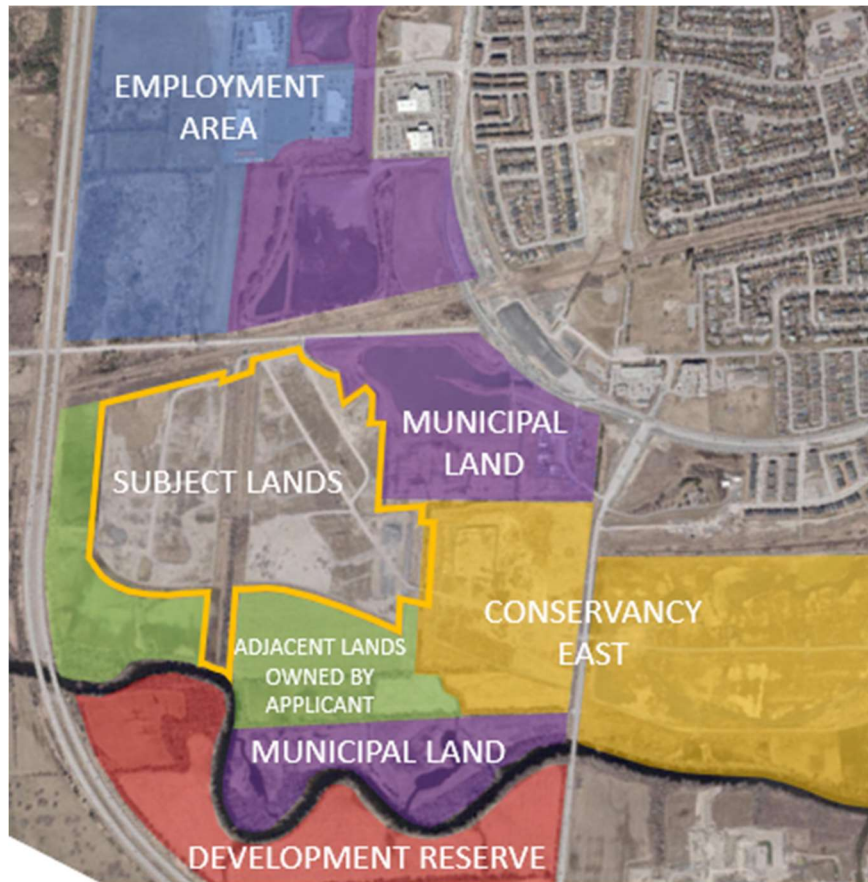 EMPLOYMENT
AREA
MUNICIPAL
LAND
SUBJECT LANDS
CONSERVANCY
EAST
ADJACENT LANDS
OWNED BY
APPLICANT
MUNICIPAL LAND
DEVELOPMENT RESERVE